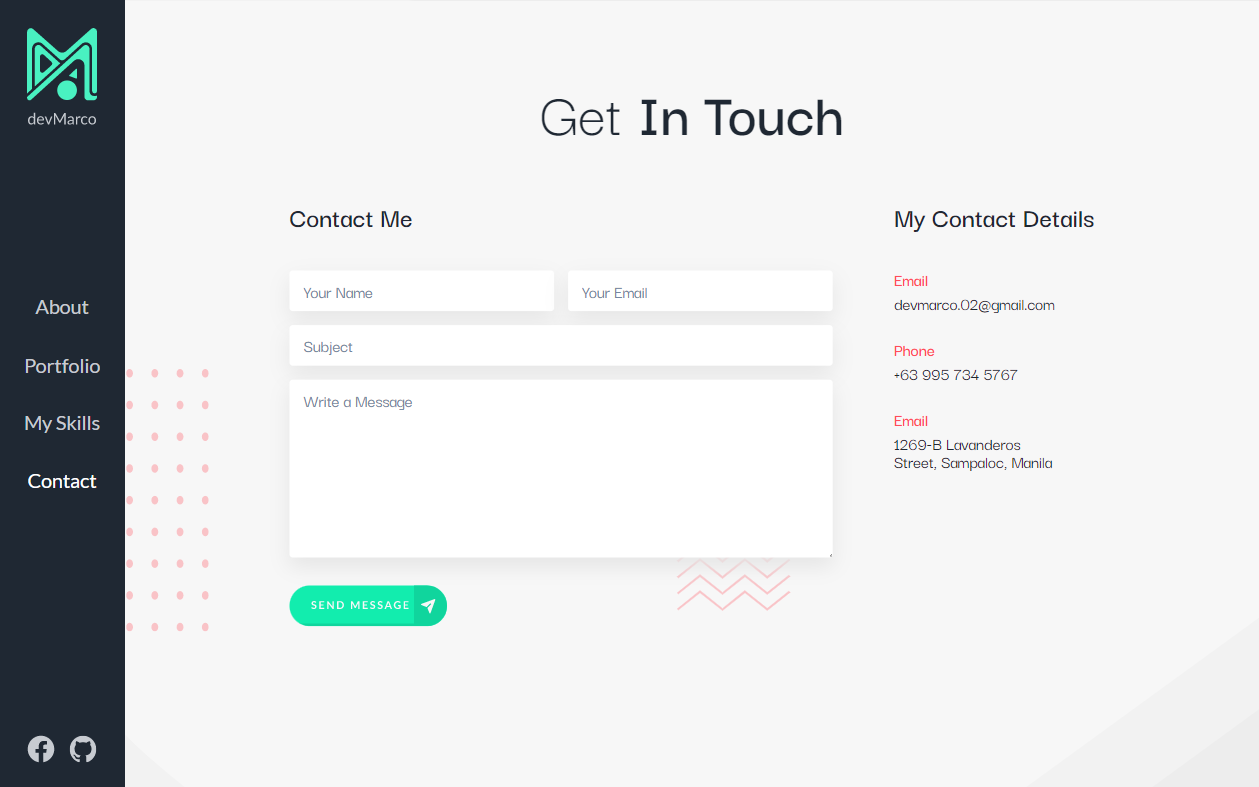 devMarco
About
Portfolio
My Skills
Contact
Get In Touch
Contact Me
Your Name
Your Email
Subject
Write a Message
SEND MESSAGE
My Contact Details
Email
devmarco.02@gmail.com
Phone
+63 995 734 5767
Email
1269-B Lavanderos
Street, Sampaloc, Manila